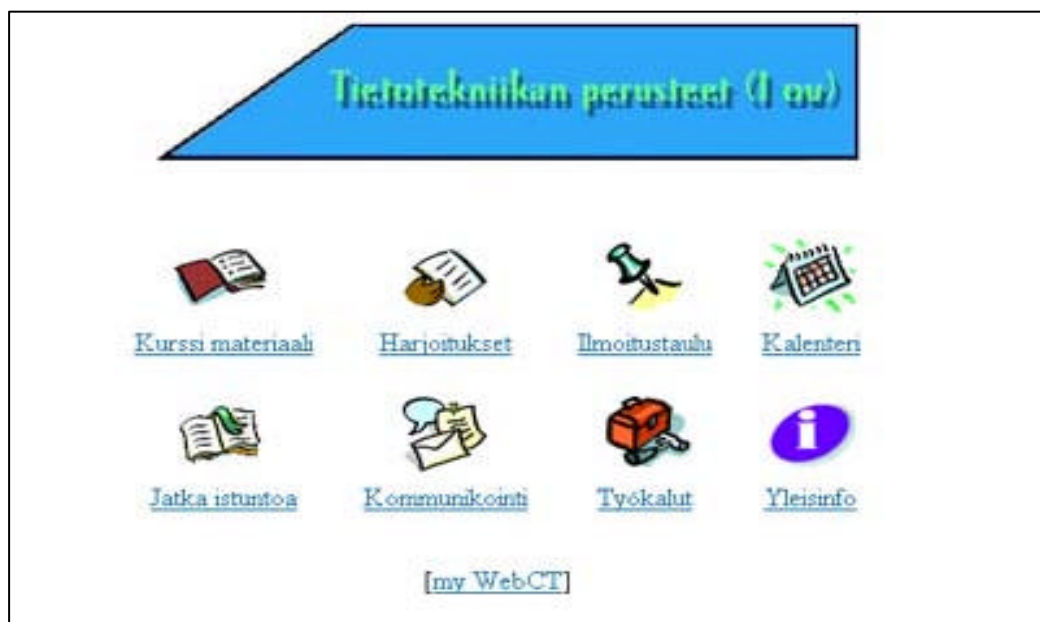 Tietotekniikan perusteet (1 ov)
Kurssi materiaali Harjoitukset Ilmoitustaulu Kalenteri
Jatka istuntoa Kommunikointi Työkalut Yleisinfo
[my WebCT]